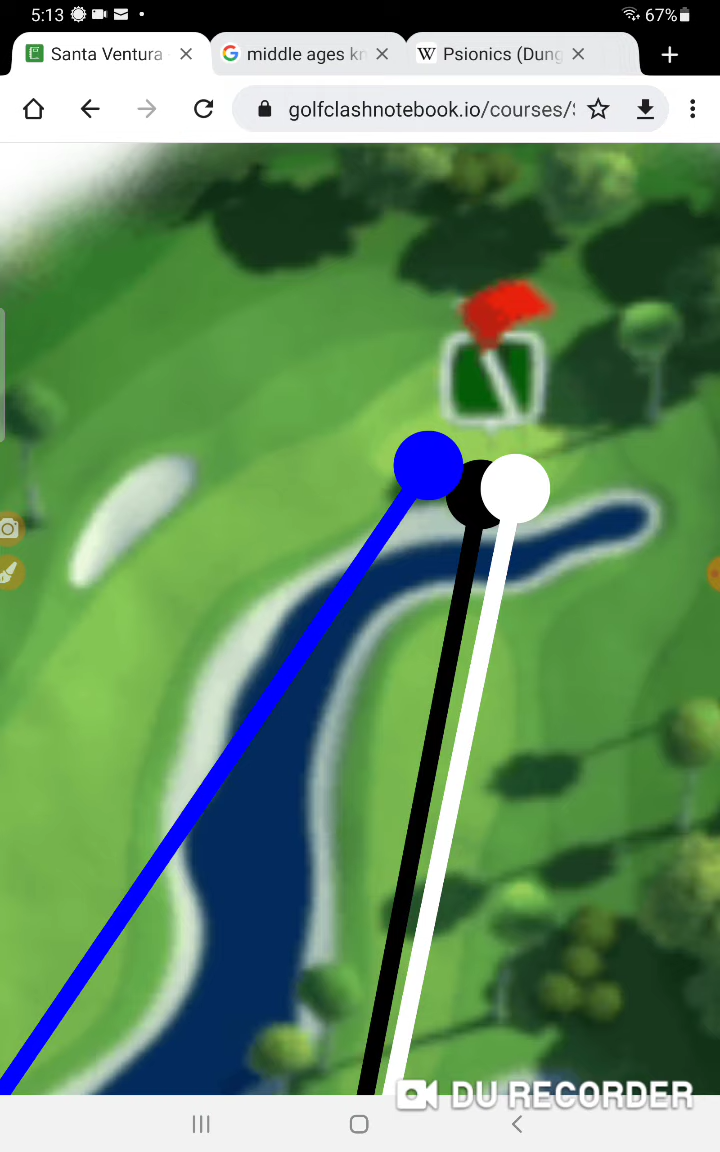 5:13 67%
Santa Ventura middle ages kn Psionics (Dung
golfclashnotebook.io/courses/S
DU RECORDER